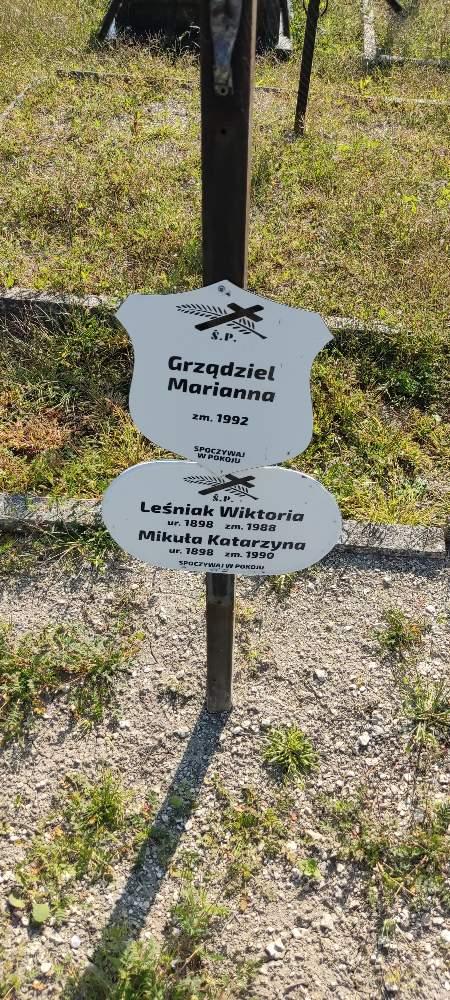 Ś.P.
Grządziel
Marianna
zm. 1992
SPOCZYWAJ
W POKOJU
Ś.P.
Leśniak Wiktoria
ur. 1898 zm. 1988
Mikuła Katarzyna
ur. 1898 zm. 1990
SPOCZYWAJ W POKOJU